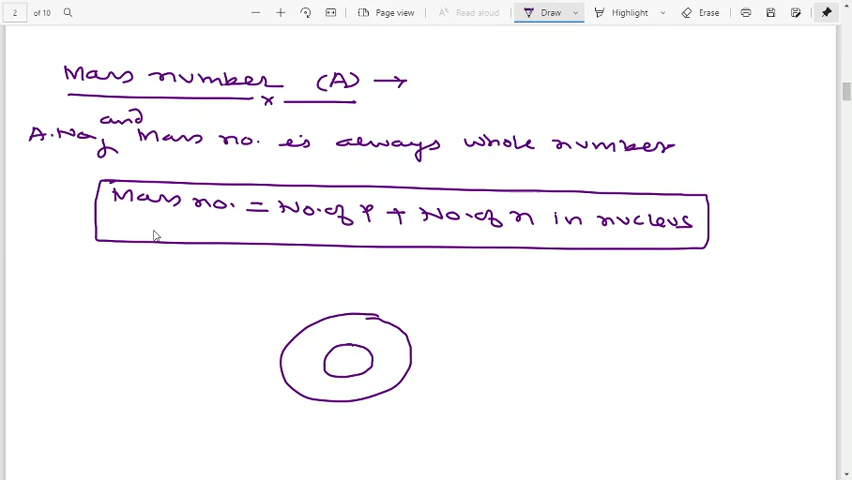 2 of 10 Page view Read aloud Draw Highlight Erase
Mass number (A) →
and
A.No Mass no. is always whole number
Mass no. = No.of P + No.of n in nucleus